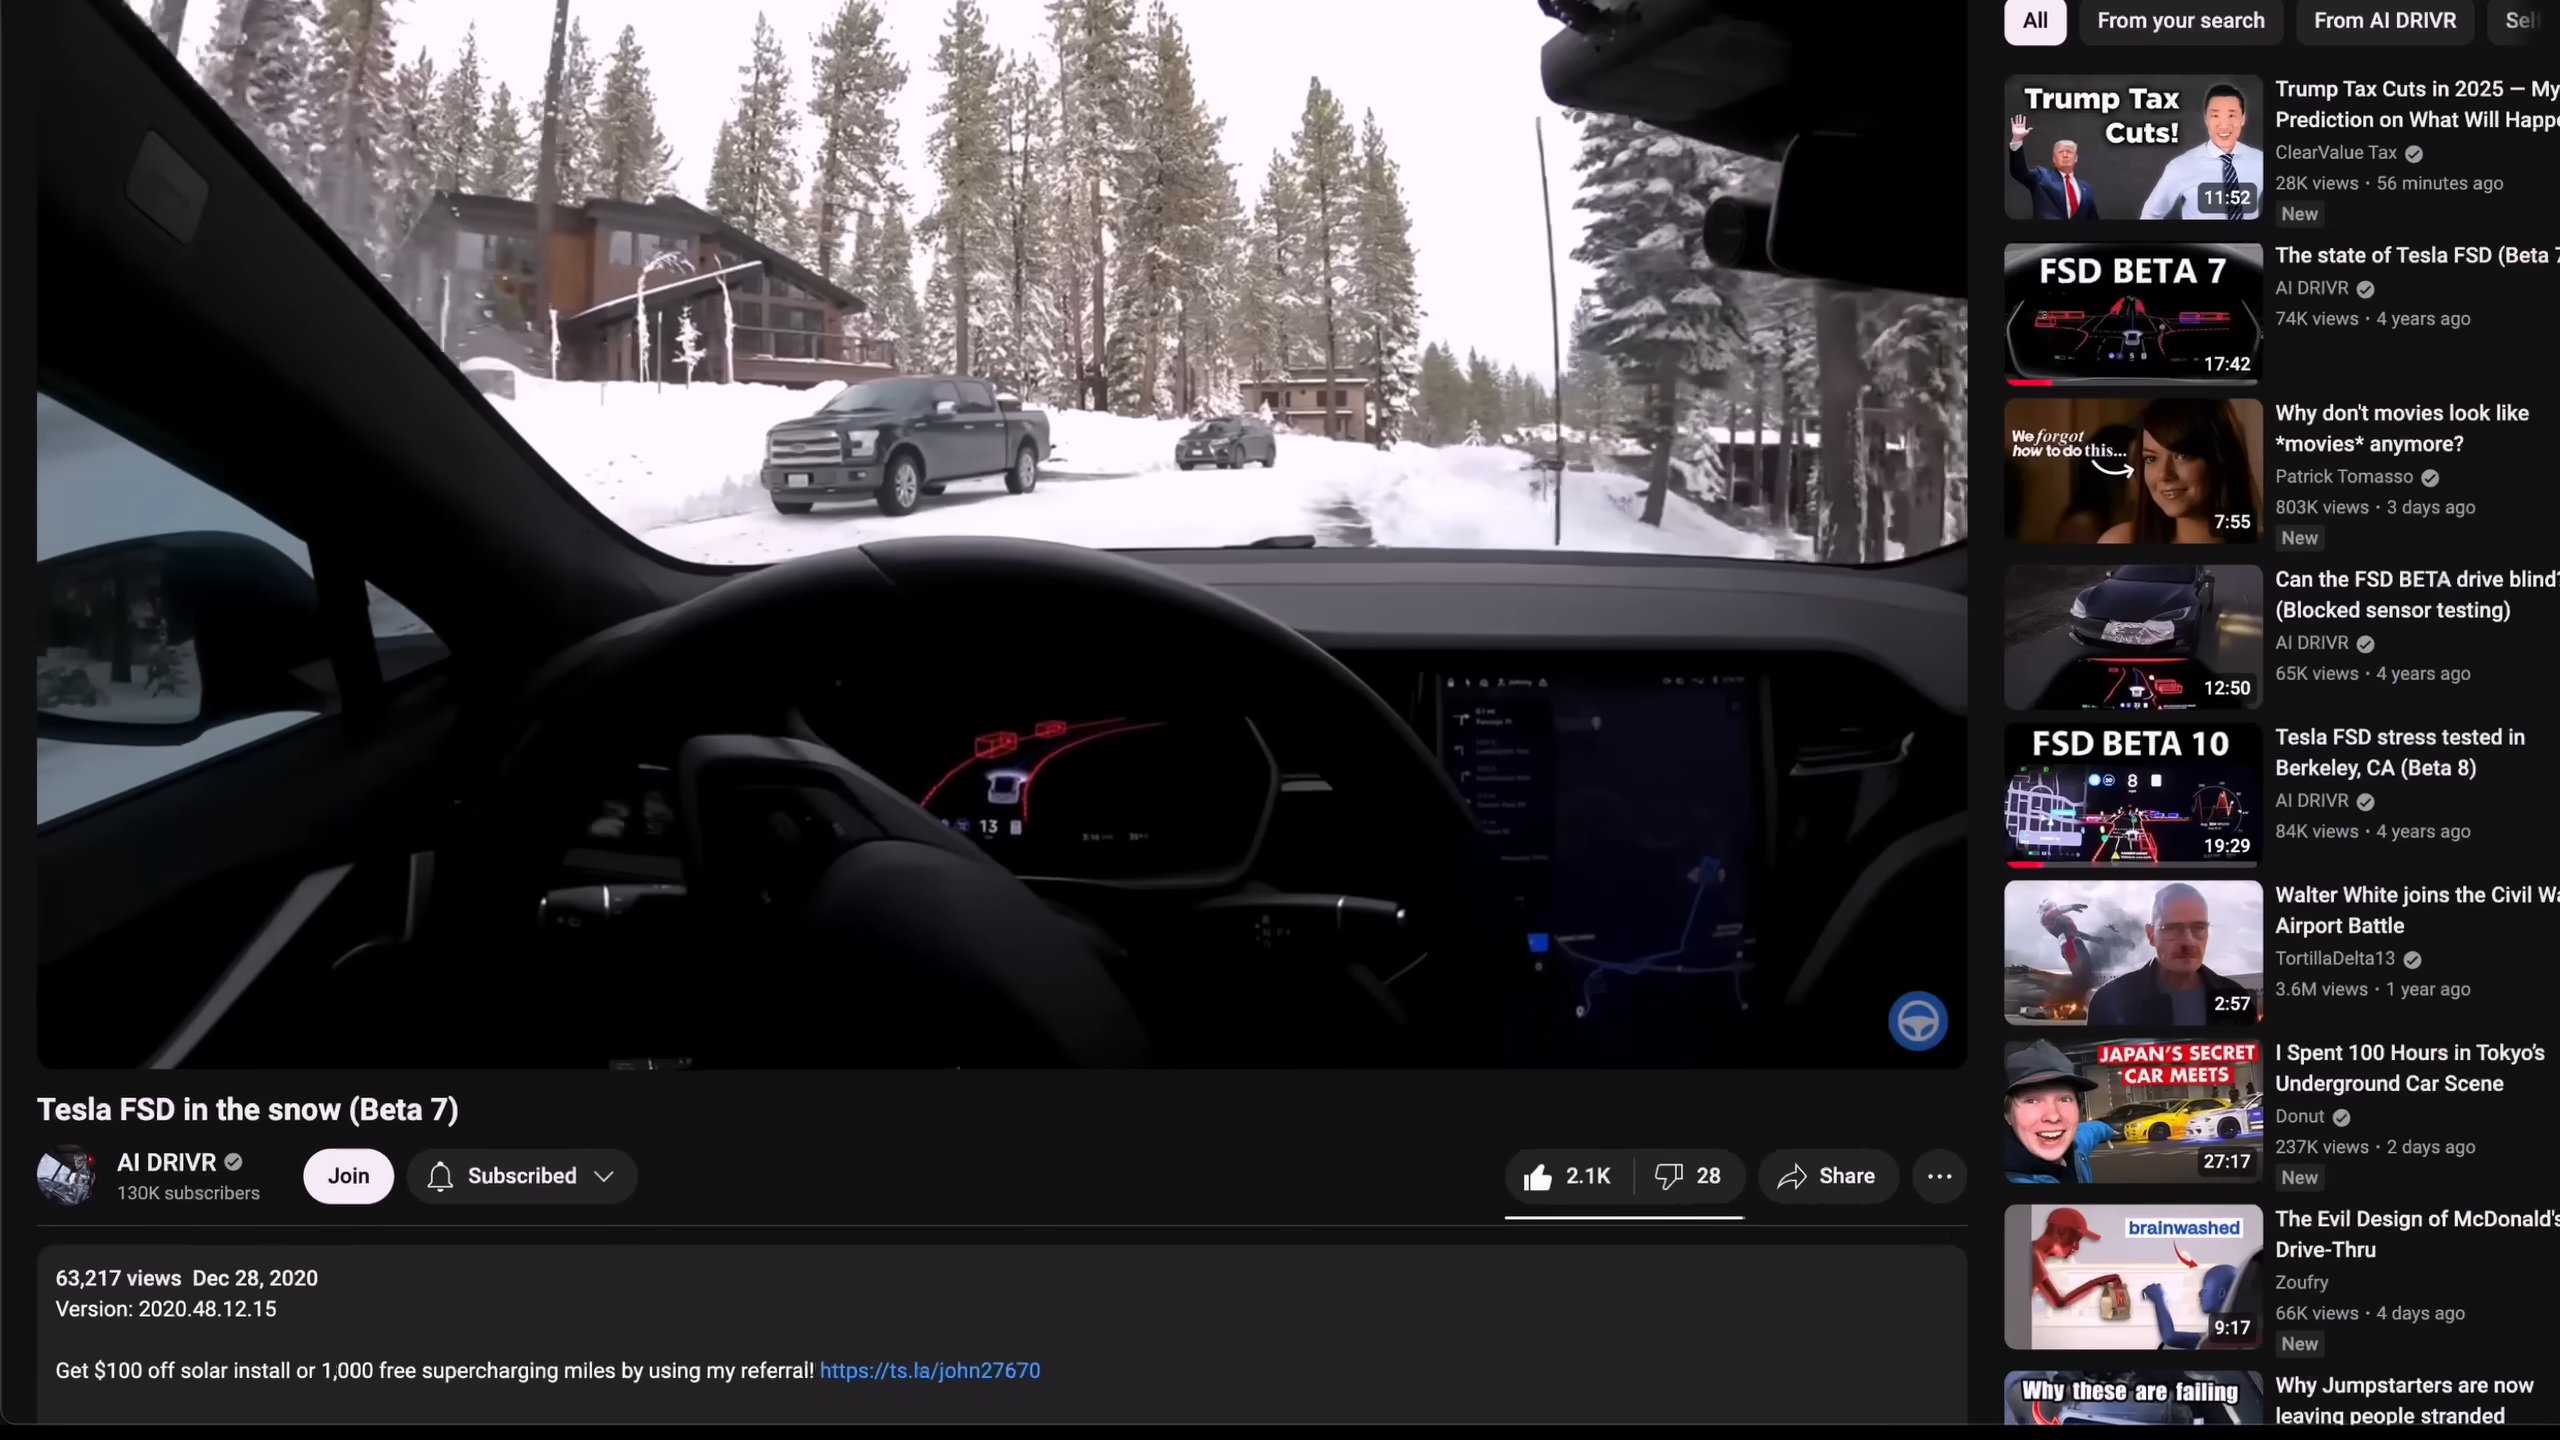 All
From your search
From AI DRIVR
Trump Tax
Cuts!
11:52
Trump Tax Cuts in 2025 — My
Prediction on What Will Happe
ClearValue Tax
28K views • 56 minutes ago
New
FSD BETA 7
17:42
The state of Tesla FSD (Beta 7
AI DRIVR
74K views • 4 years ago
We forgot
how to do this...
7:55
Why don't movies look like
*movies* anymore?
Patrick Tomasso
803K views • 3 days ago
New
12:50
Can the FSD BETA drive blind?
(Blocked sensor testing)
AI DRIVR
65K views • 4 years ago
FSD BETA 10
8
19:29
Tesla FSD stress tested in
Berkeley, CA (Beta 8)
AI DRIVR
84K views • 4 years ago
2:57
Walter White joins the Civil Wa
Airport Battle
TortillaDelta13
3.6M views • 1 year ago
JAPAN'S SECRET
CAR MEETS
27:17
I Spent 100 Hours in Tokyo's
Underground Car Scene
Donut
237K views • 2 days ago
New
brainwashed
9:17
The Evil Design of McDonald's
Drive-Thru
Zoufry
66K views • 4 days ago
New
Why these are failing
Why Jumpstarters are now
leaving people stranded
13
Tesla FSD in the snow (Beta 7)
AI DRIVR
130K subscribers
Join
Subscribed
2.1K
28
Share
63,217 views Dec 28, 2020
Version: 2020.48.12.15
Get $100 off solar install or 1,000 free supercharging miles by using my referral! https://ts.la/john27670